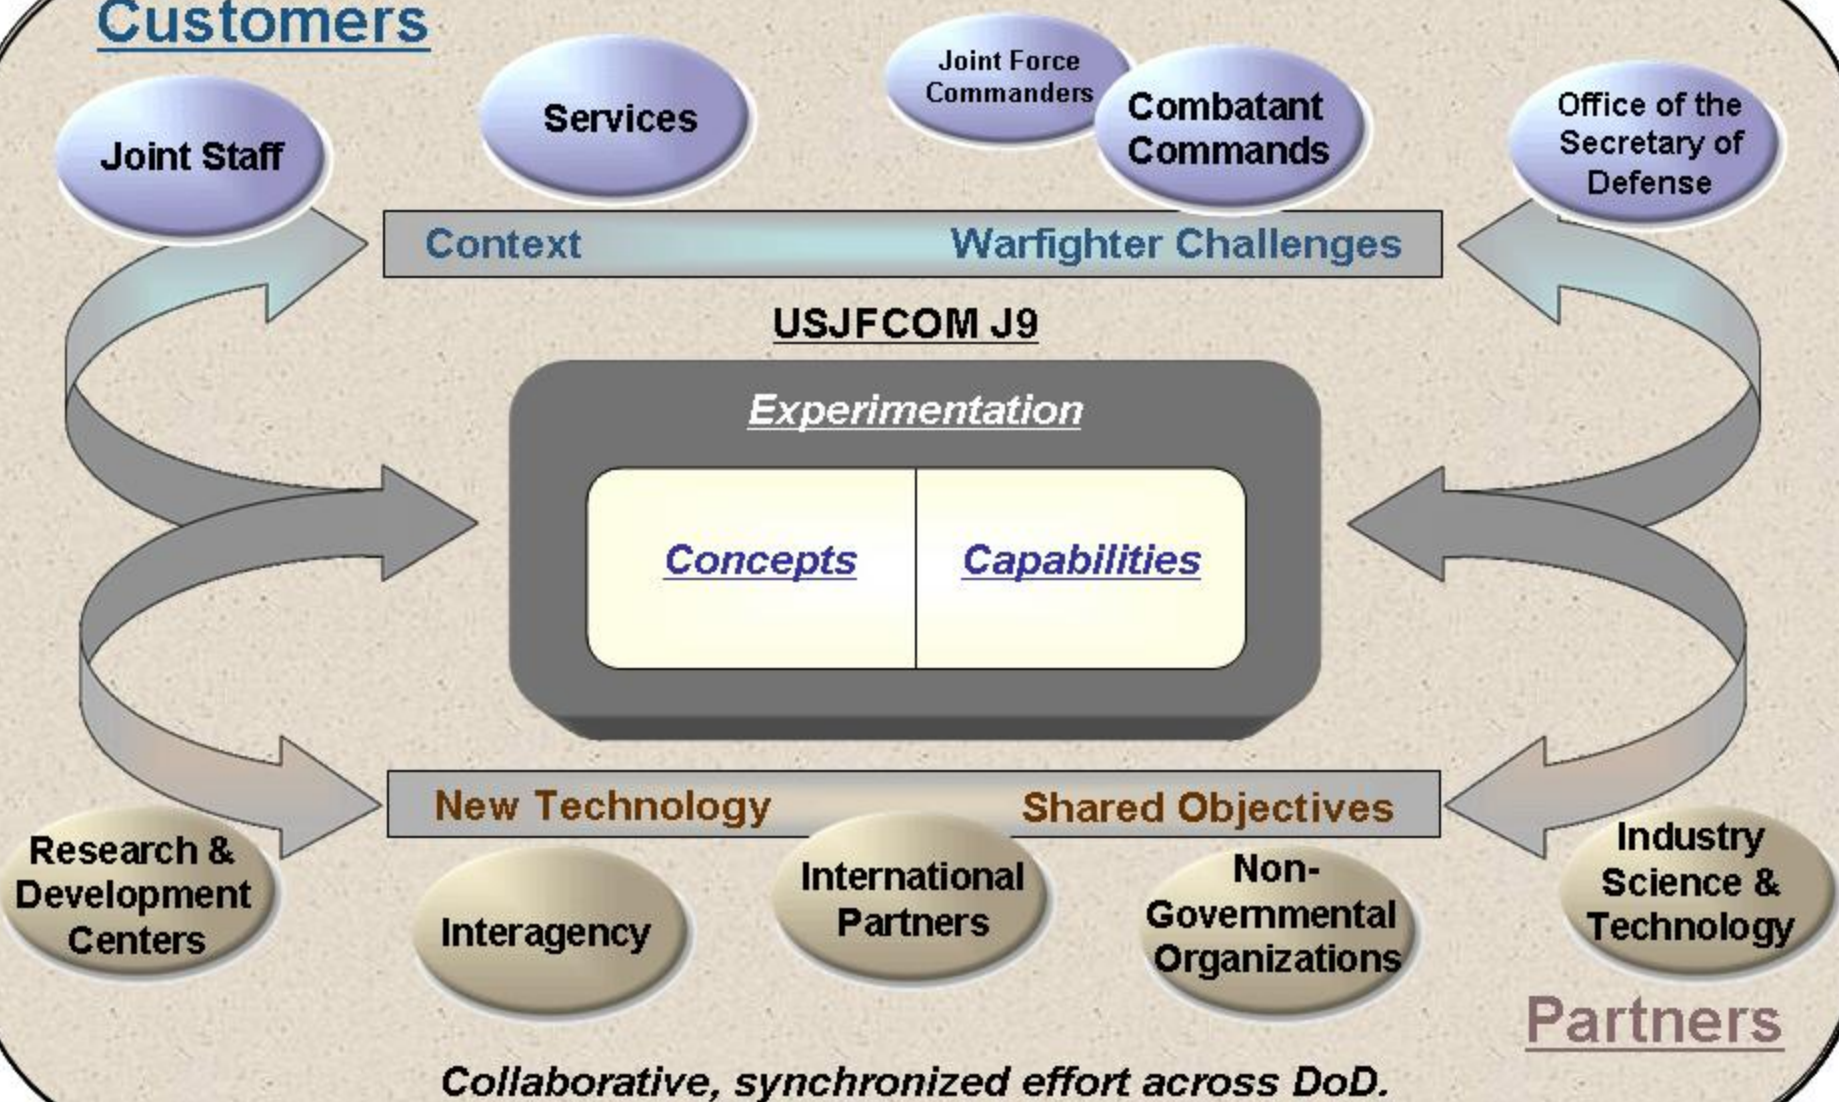 Customers
Joint Force
Commanders
Services
Combatant
Commands
Office of the
Secretary of
Defense
Joint Staff
Context
Warfighter Challenges
USJFCOM J9
Experimentation
Concepts
Capabilities
New Technology
Shared Objectives
Research &
Development
Centers
Interagency
International
Partners
Non-
Governmental
Organizations
Industry
Science &
Technology
Partners
Collaborative, synchronized effort across DoD.